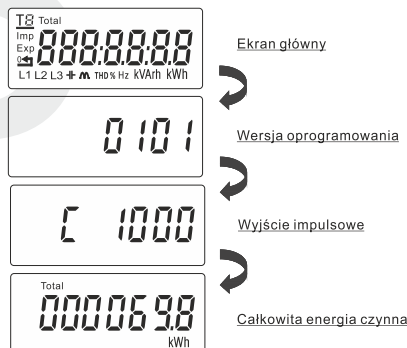 T8 Total
Imp
Exp
888:8:8:8.8
Ekran główny
L1 L2 L3 THD% Hz kVArh kWh
0101
Wersja oprogramowania
C 1000
Wyjście impulsowe
Total
000069.8
kWh
Całkowita energia czynna